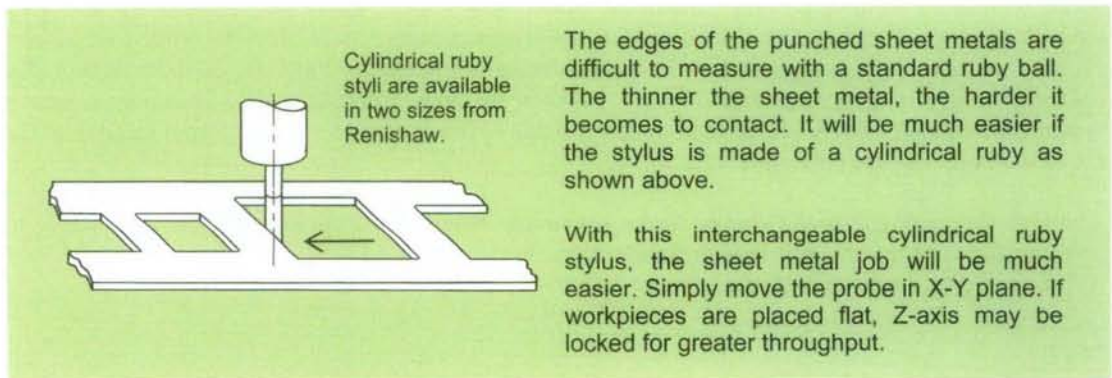 Cylindrical ruby
styli are available
in two sizes from
Renishaw.
The edges of the punched sheet metals are
difficult to measure with a standard ruby ball.
The thinner the sheet metal, the harder it
becomes to contact. It will be much easier if
the stylus is made of a cylindrical ruby as
shown above.
With this interchangeable cylindrical ruby
stylus, the sheet metal job will be much
easier. Simply move the probe in X-Y plane. If
workpieces are placed flat, Z-axis may be
locked for greater throughput.